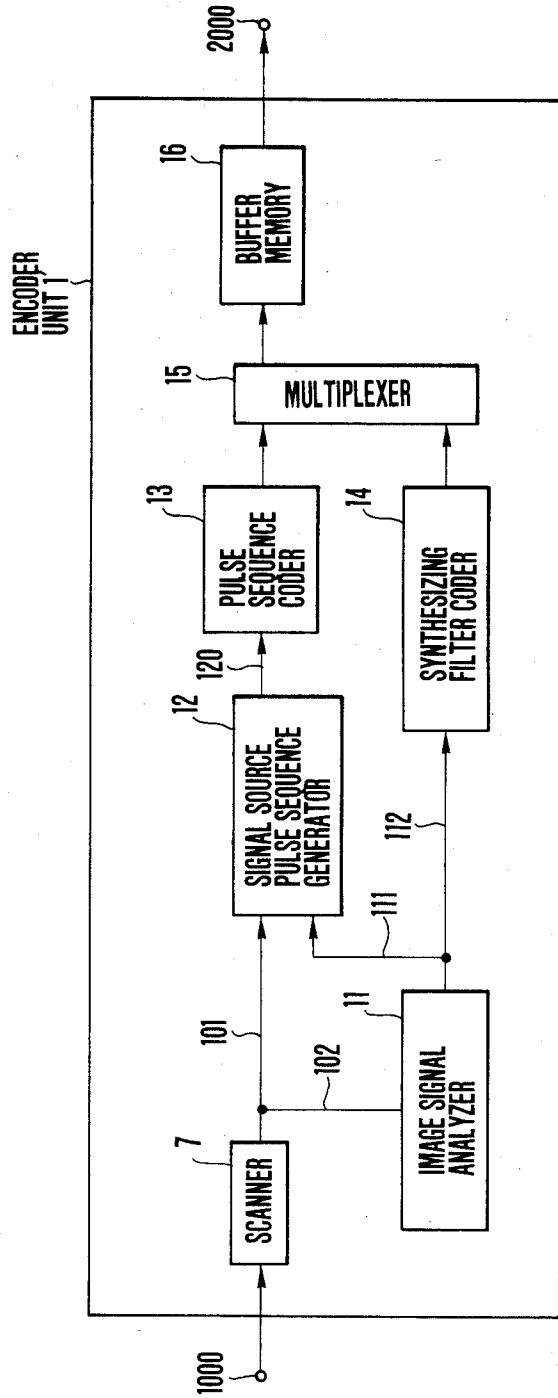 ENCODER
UNIT 1'
1000
7
SCANNER
101
102
11
IMAGE SIGNAL
ANALYZER
111
112
12
SIGNAL SOURCE
PULSE SEQUENCE
GENERATOR
120
13
PULSE
SEQUENCE
CODER
14
SYNTHESIZING
FILTER CODER
15
MULTIPLEXER
16
BUFFER
MEMORY
2000